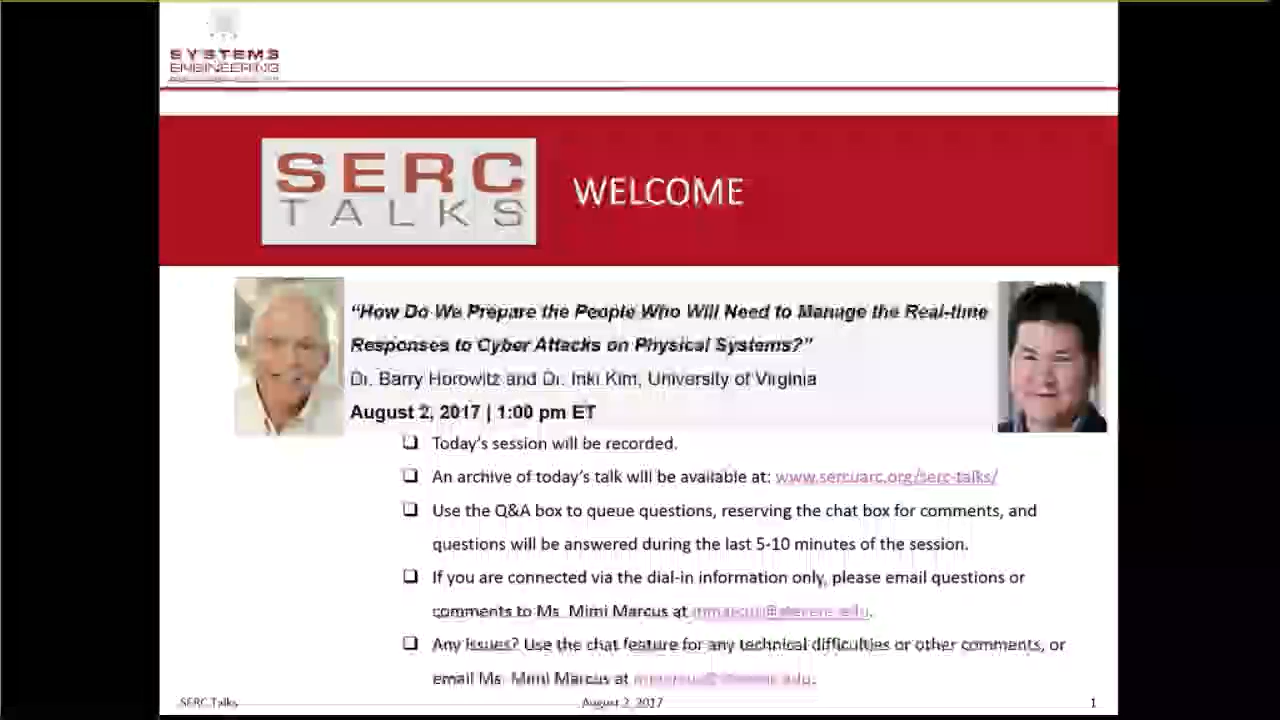 SYSTEMS
ENGINEERING
SERC
TALKS
WELCOME
“How Do We Prepare the People Who Will Need to Manage the Real-time
Responses to Cyber Attacks on Physical Systems?”
Dr. Barry Horowitz and Dr. Inki Kim, University of Virginia
August 2, 2017 | 1:00 pm ET
❑ Today’s session will be recorded.
❑ An archive of today’s talk will be available at: www.sercuarc.org/serc-talks/
❑ Use the Q&A box to queue questions, reserving the chat box for comments, and
questions will be answered during the last 5-10 minutes of the session.
❑ If you are connected via the dial-in information only, please email questions or
comments to Ms. Mimi Marcus at mmarcus@stevens.edu.
❑ Any issues? Use the chat feature for any technical difficulties or other comments, or
email Ms. Mimi Marcus at mmarcus@stevens.edu.
SERC Talks
August 2, 2017
1